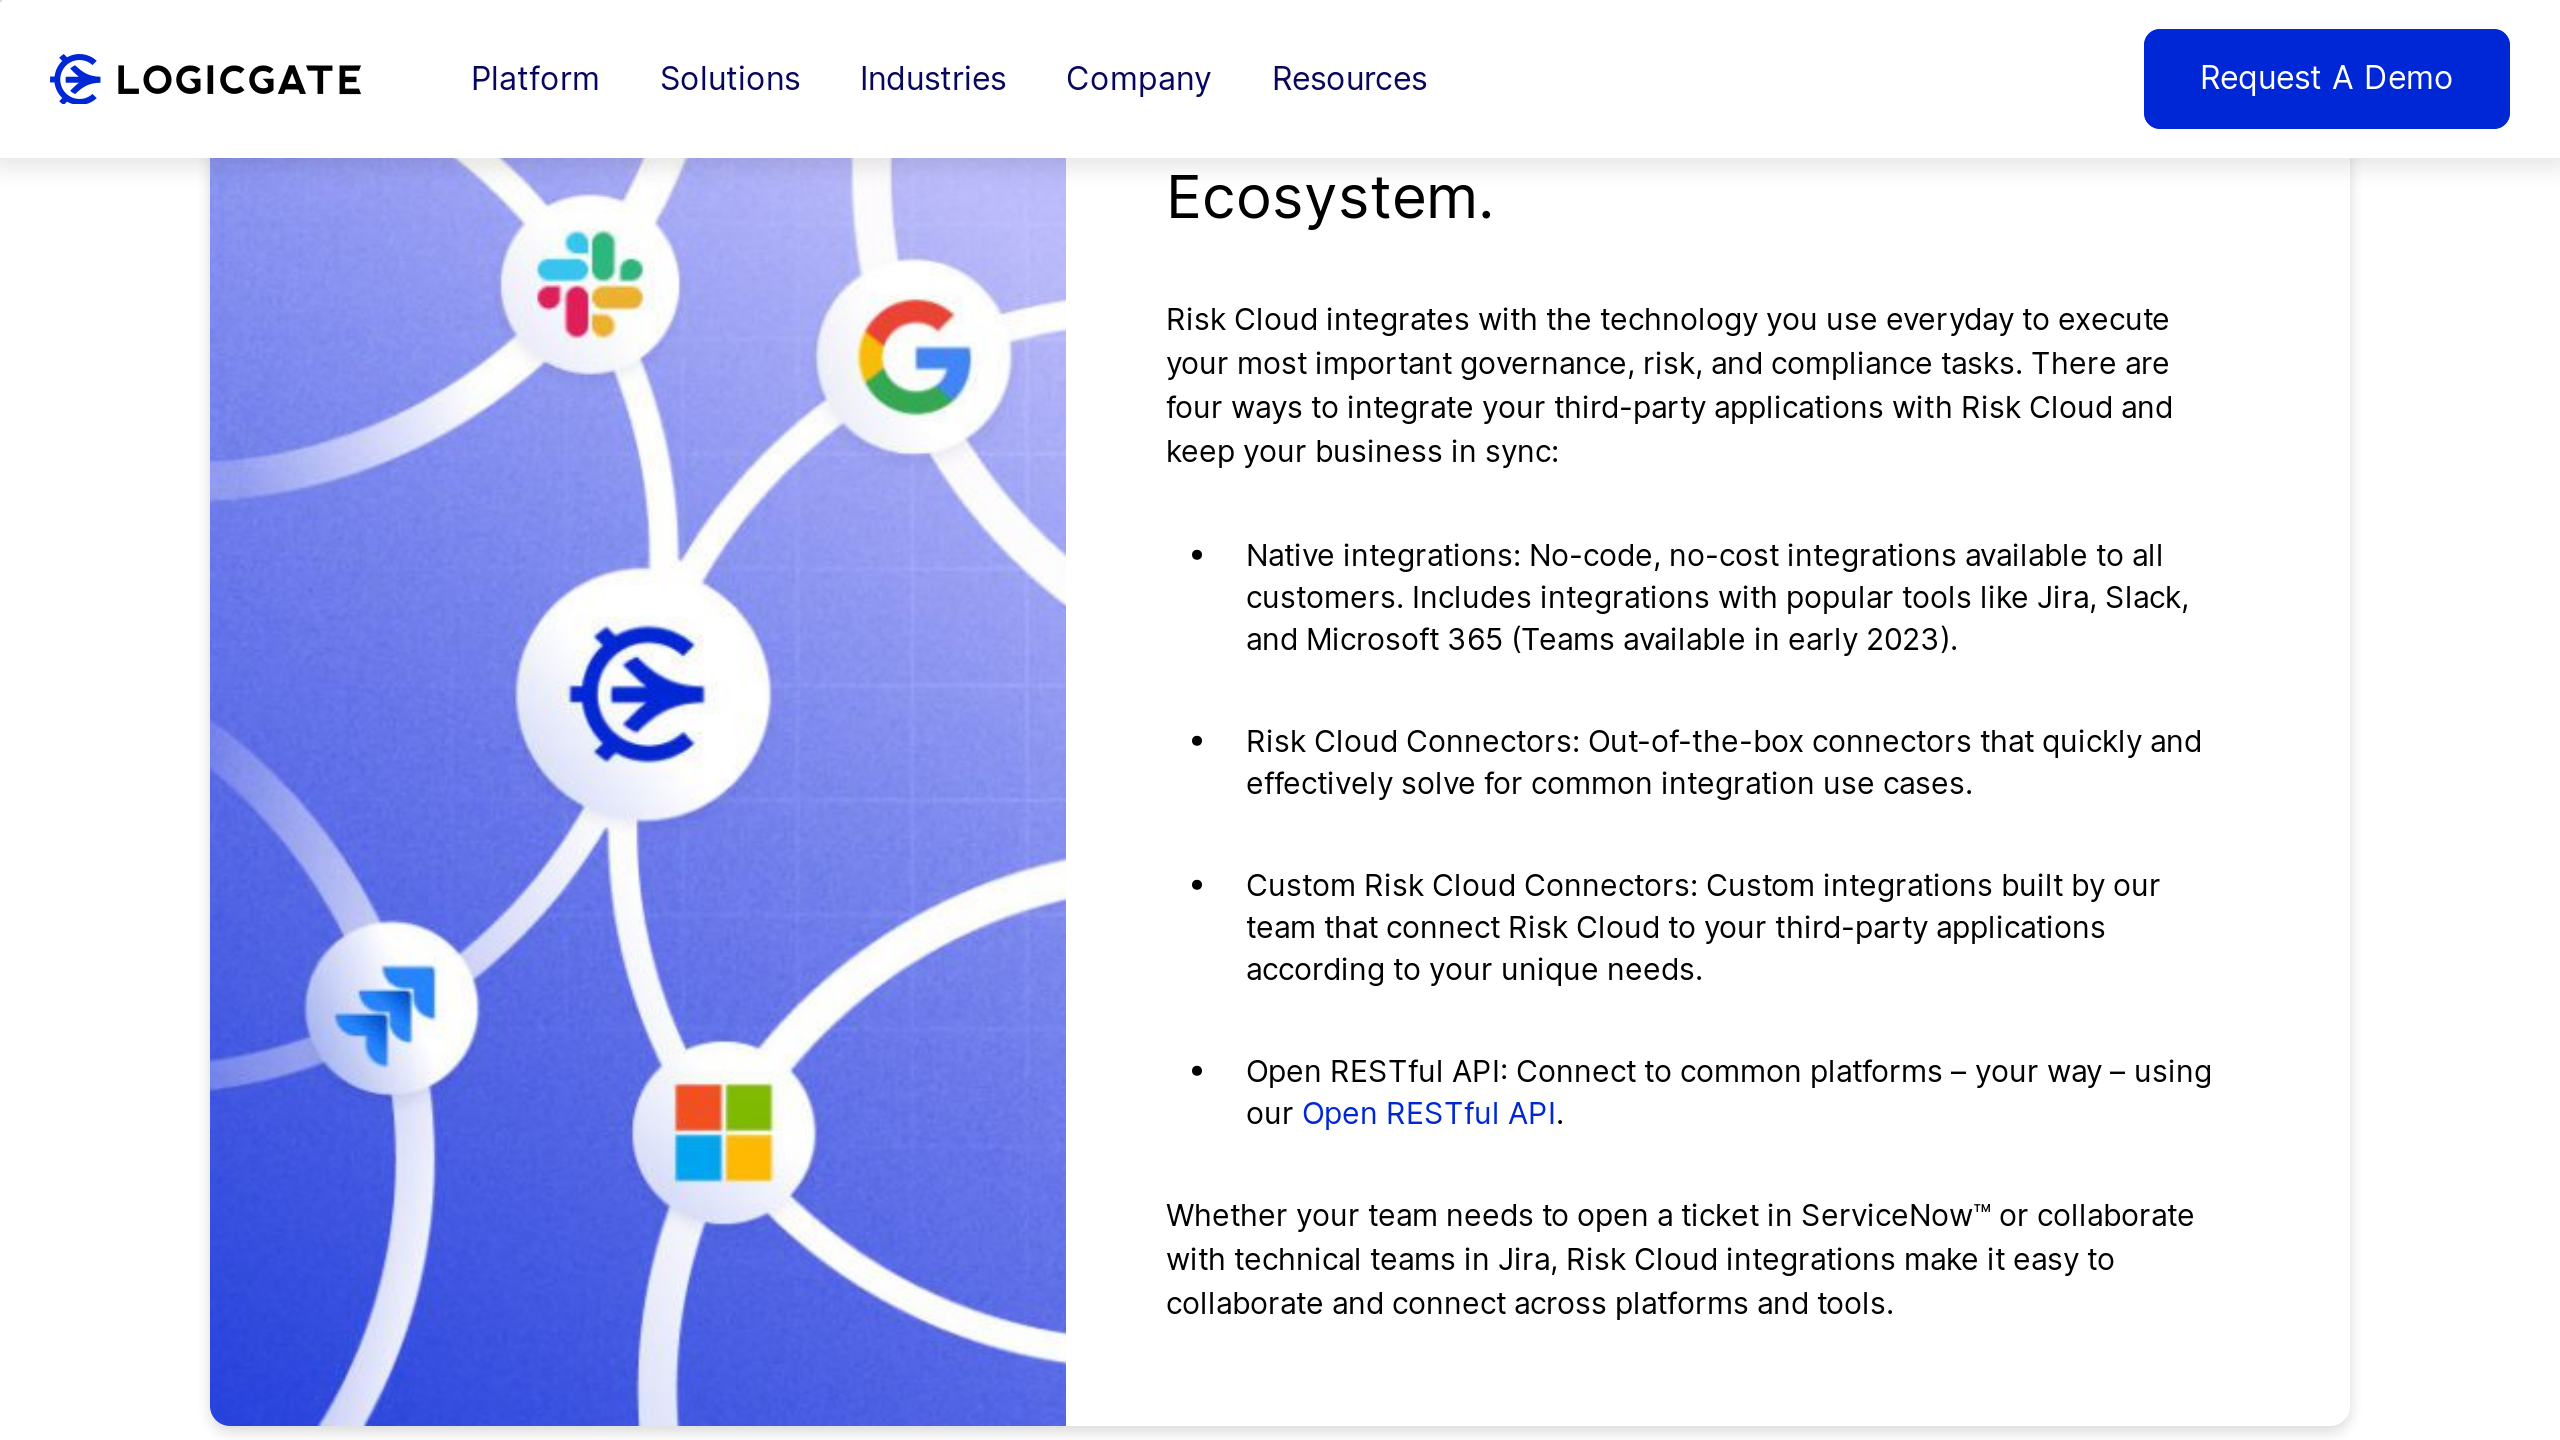 LOGICGATE
Platform
Solutions
Industries
Company
Resources
Request A Demo
Ecosystem.
Risk Cloud integrates with the technology you use everyday to execute
your most important governance, risk, and compliance tasks. There are
four ways to integrate your third-party applications with Risk Cloud and
keep your business in sync:
• Native integrations: No-code, no-cost integrations available to all
customers. Includes integrations with popular tools like Jira, Slack,
and Microsoft 365 (Teams available in early 2023).
• Risk Cloud Connectors: Out-of-the-box connectors that quickly and
effectively solve for common integration use cases.
• Custom Risk Cloud Connectors: Custom integrations built by our
team that connect Risk Cloud to your third-party applications
according to your unique needs.
• Open RESTful API: Connect to common platforms – your way – using
our Open RESTful API.
Whether your team needs to open a ticket in ServiceNow™ or collaborate
with technical teams in Jira, Risk Cloud integrations make it easy to
collaborate and connect across platforms and tools.